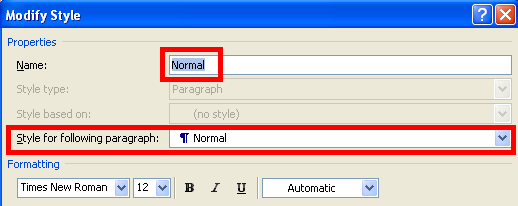 Modify Style
Properties
Name: Normal
Style type: Paragraph
Style based on: (no style)
Style for following paragraph: ¶ Normal
Formatting
Times New Roman 12 B I U Automatic